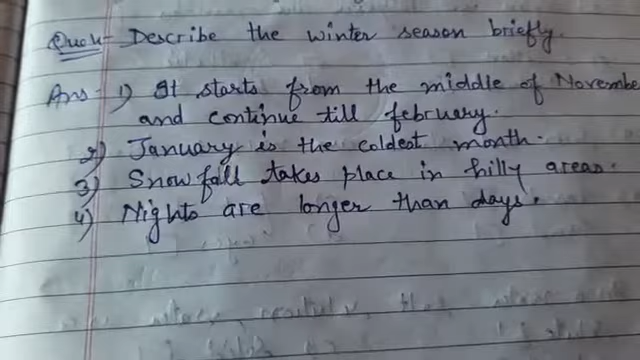 Ques- Describe the winter season briefly.
Ans- 1) It starts from the middle of Novembe
and continue till february.
2) January is the coldest month.
3) Snowfall takes place in hilly areas.
4) Nights are longer than days.